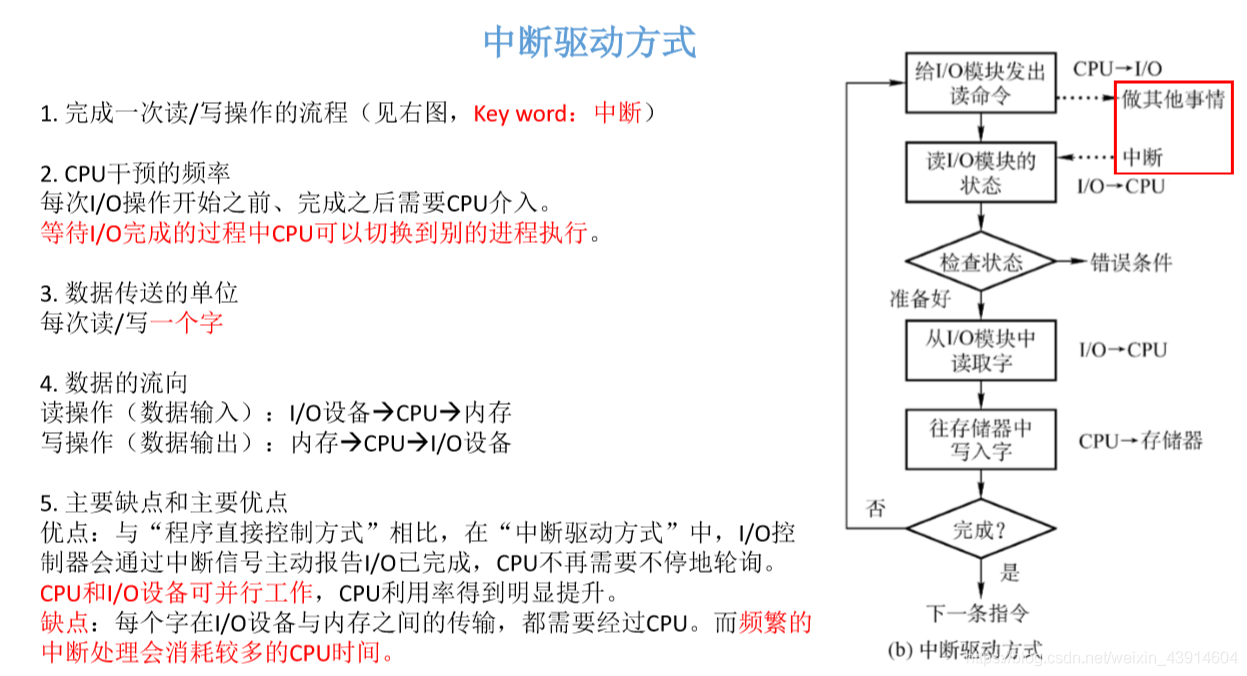 中断驱动方式
1. 完成一次读/写操作的流程（见右图，Key word：中断）
2. CPU干预的频率
每次I/O操作开始之前、完成之后需要CPU介入。
等待I/O完成的过程中CPU可以切换到别的进程执行。
3. 数据传送的单位
每次读/写一个字
4. 数据的流向
读操作（数据输入）：I/O设备→CPU→内存
写操作（数据输出）：内存→CPU→I/O设备
5. 主要缺点和主要优点
优点：与“程序直接控制方式”相比，在“中断驱动方式”中，I/O控
制器会通过中断信号主动报告I/O已完成，CPU不再需要不停地轮询。
CPU和I/O设备可并行工作，CPU利用率得到明显提升。
缺点：每个字在I/O设备与内存之间的传输，都需要经过CPU。而频繁的
中断处理会消耗较多的CPU时间。
给I/O模块发出
读命令
CPU→I/O
做其他事情
读I/O模块的
状态
中断
I/O→CPU
检查状态
错误条件
准备好
从I/O模块中
读取字
I/O→CPU
往存储器中
写入字
CPU→存储器
否
完成？
是
下一条指令
(b) 中断驱动方式
https://blog.csdn.net/weixin_43914604